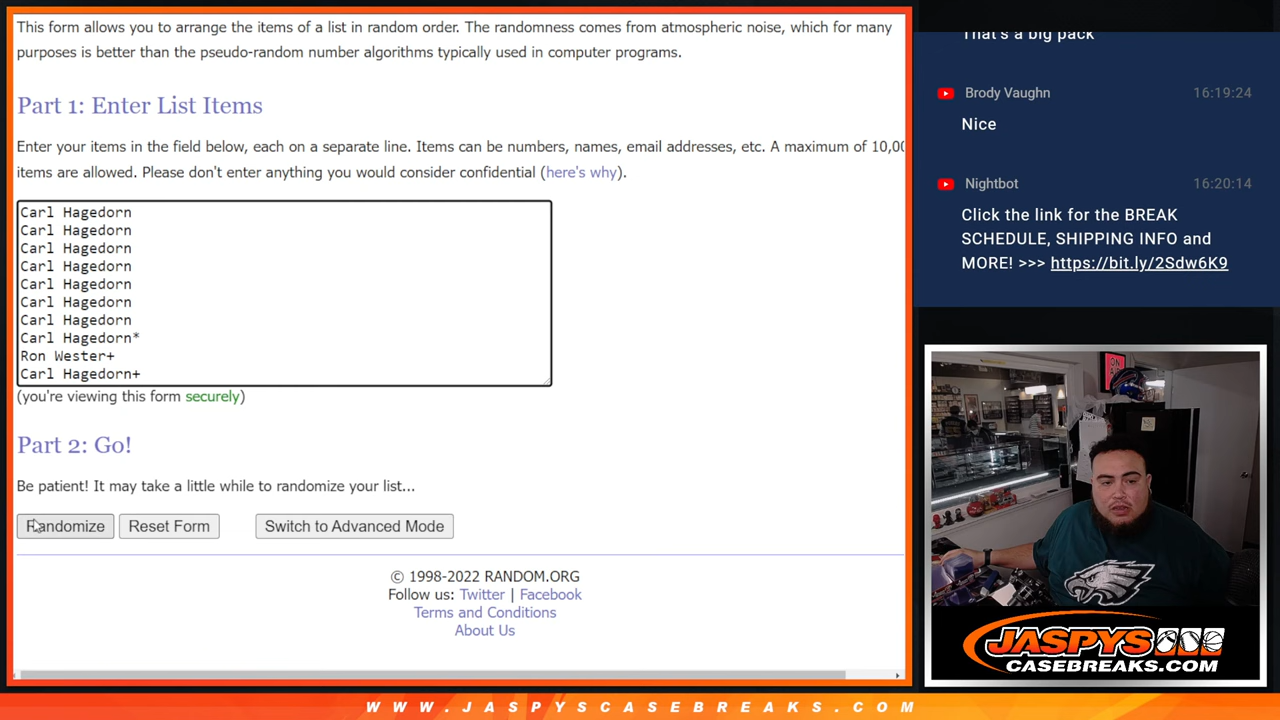 This form allows you to arrange the items of a list in random order. The randomness comes from atmospheric noise, which for many
purposes is better than the pseudo-random number algorithms typically used in computer programs.
Part 1: Enter List Items
Enter your items in the field below, each on a separate line. Items can be numbers, names, email addresses, etc. A maximum of 10,00
items are allowed. Please don't enter anything you would consider confidential (here's why).
Carl Hagedorn
Carl Hagedorn
Carl Hagedorn
Carl Hagedorn
Carl Hagedorn
Carl Hagedorn
Carl Hagedorn
Carl Hagedorn*
Ron Wester+
Carl Hagedorn+
(you're viewing this form securely)
Part 2: Go!
Be patient! It may take a little while to randomize your list...
Randomize Reset Form Switch to Advanced Mode
© 1998-2022 RANDOM.ORG
Follow us: Twitter | Facebook
Terms and Conditions
About Us
That's a big pack
Brody Vaughn 16:19:24
Nice
Nightbot 16:20:14
Click the link for the BREAK
SCHEDULE, SHIPPING INFO and
MORE! >>> https://bit.ly/2Sdw6K9
JASPYS
CASEBREAKS.COM
WWW.JASPYSCASEBREAKS.COM